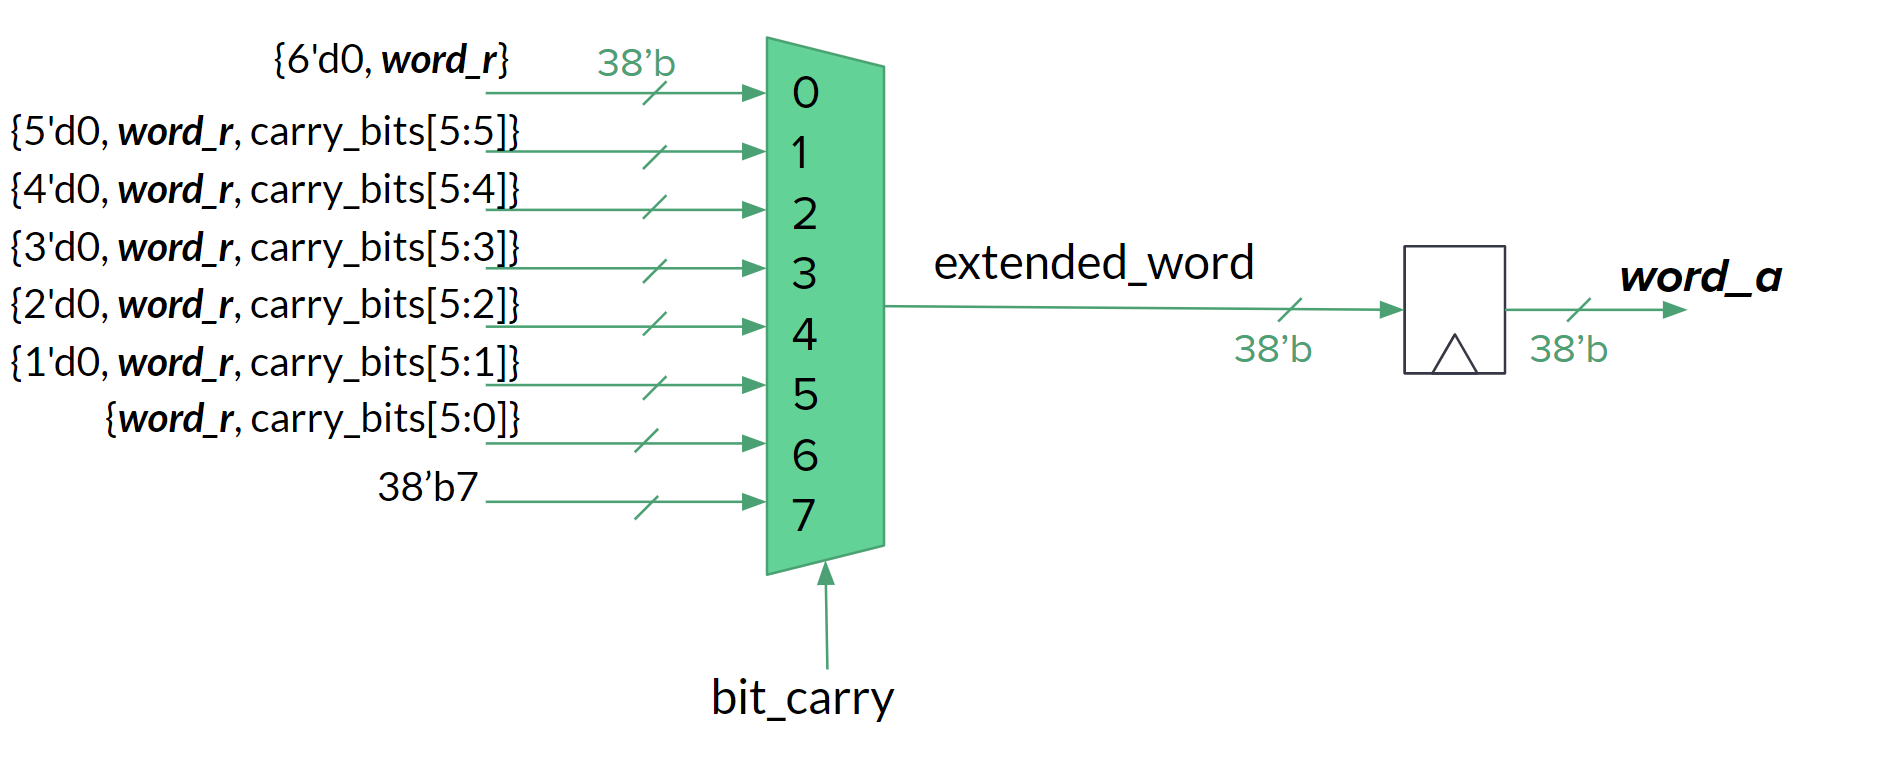 {6'd0, word_r}
38’b
{5'd0, word_r, carry_bits[5:5]}
{4'd0, word_r, carry_bits[5:4]}
{3'd0, word_r, carry_bits[5:3]}
{2'd0, word_r, carry_bits[5:2]}
{1'd0, word_r, carry_bits[5:1]}
{word_r, carry_bits[5:0]}
38’b7
0
1
2
3
4
5
6
7
bit_carry
extended_word
38’b
word_a
38’b